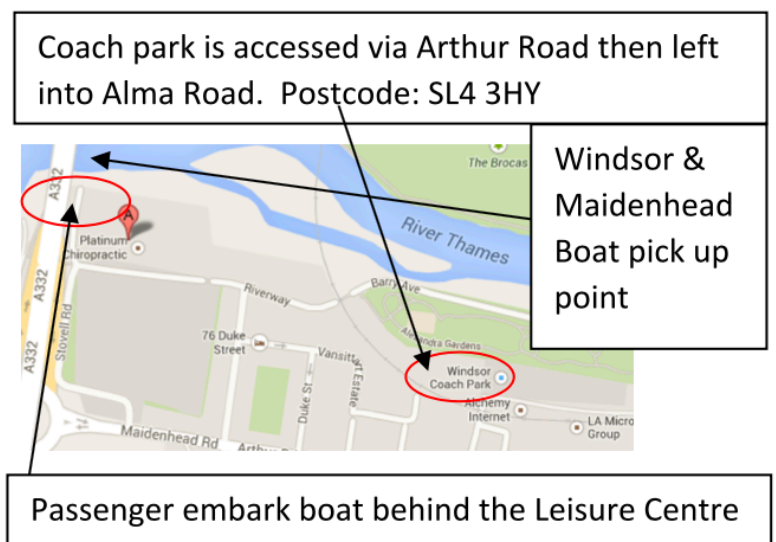 Coach park is accessed via Arthur Road then left
into Alma Road.  Postcode: SL4 3HY
Windsor &
Maidenhead
Boat pick up
point
The Brocas
A332
A
River Thames
Platinum
Chiropractic
A332
Riverway
Barry Ave
Stovell Rd
76 Duke
Street
Alexandra Gardens
A332
Vansittart Estate
Windsor
Coach Park
Duke St
Alchemy
Internet
LA Micro
Group
Maidenhead Rd
Passenger embark boat behind the Leisure Centre